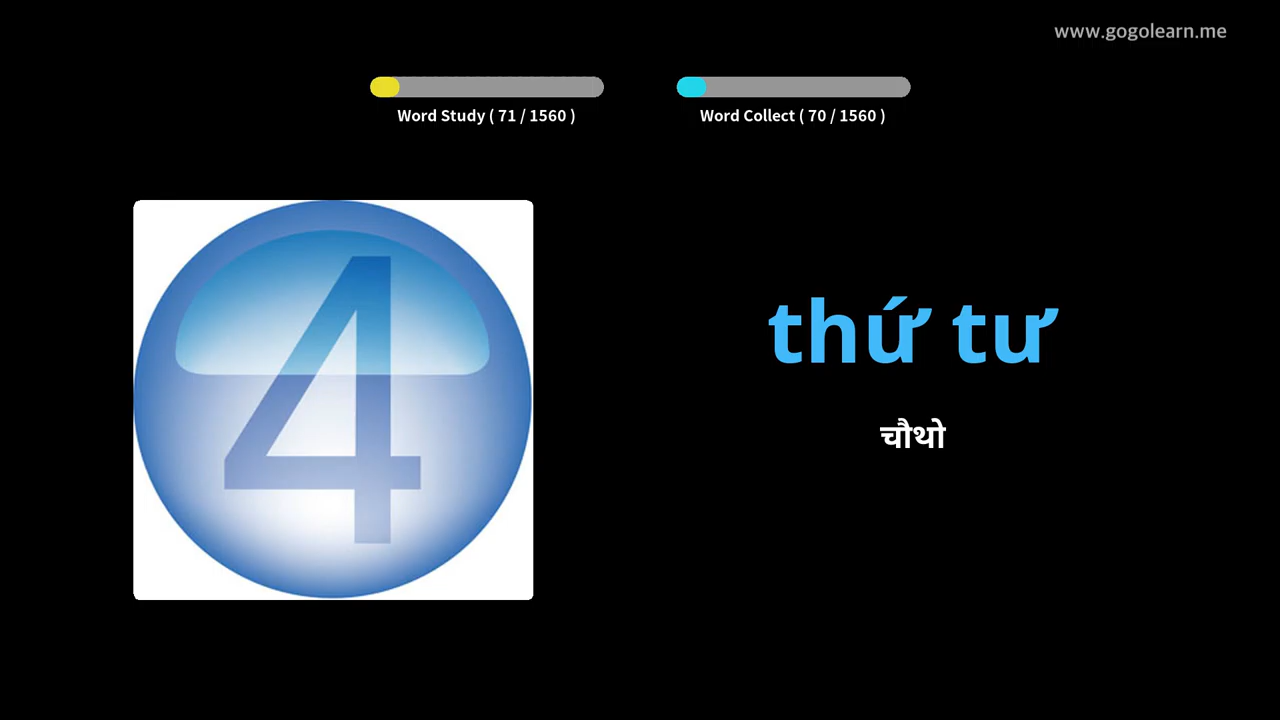 www.gogolearn.me
Word Study ( 71 / 1560 )
Word Collect ( 70 / 1560 )
4
thứ tư
चौथो